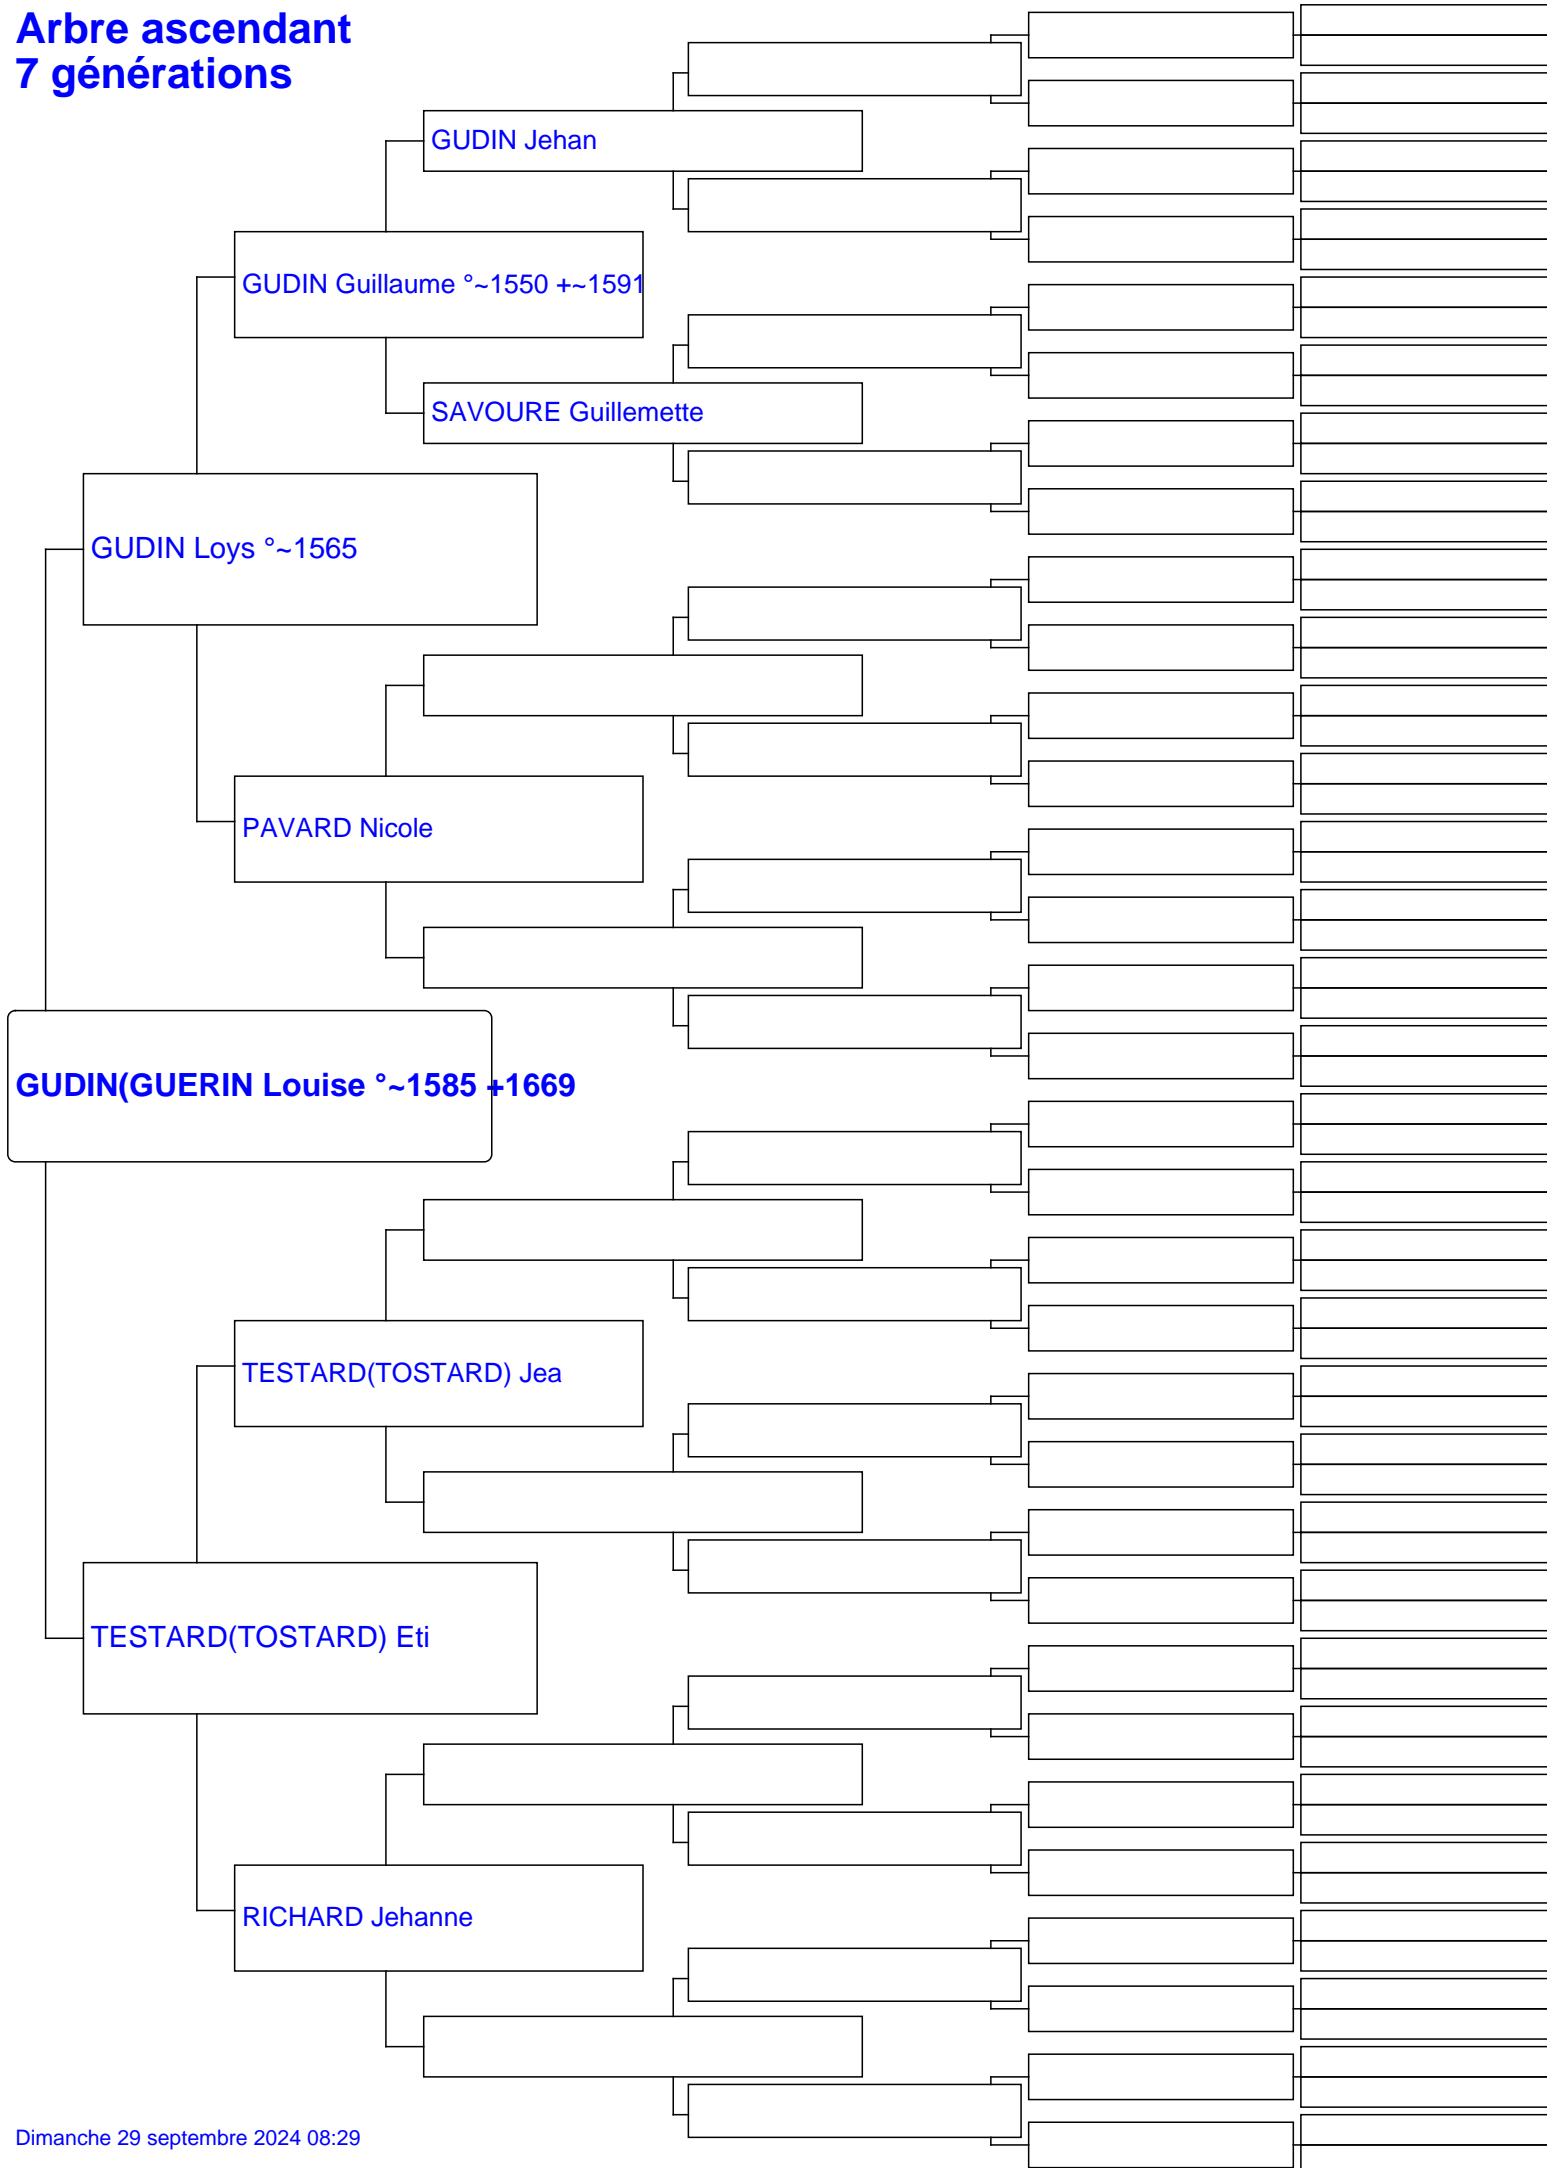 Arbre ascendant
7 générations
GUDIN Jehan
GUDIN Guillaume °~1550 +~1591
SAVOURE Guillemette
GUDIN Loys °~1565
PAVARD Nicole
GUDIN(GUERIN Louise °~1585 +1669
TESTARD(TOSTARD) Jea
TESTARD(TOSTARD) Eti
RICHARD Jehanne
Dimanche 29 septembre 2024 08:29